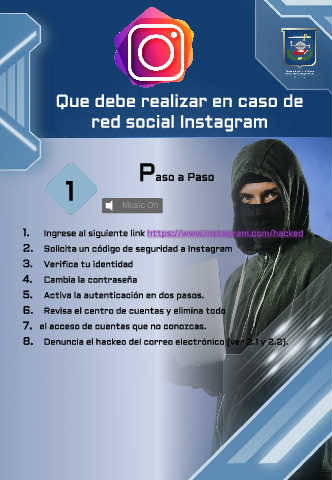 Que debe realizar en caso de
red social Instagram
Paso a Paso
1
Music On
1. Ingrese al siguiente link https://www.instagram.com/hacked
2. Solicita un código de seguridad a Instagram
3. Verifica tu identidad
4. Cambia la contraseña
5. Activa la autenticación en dos pasos.
6. Revisa el centro de cuentas y elimina todo
7. el acceso de cuentas que no conozcas.
8. Denuncia el hackeo del correo electrónico (ver 2.1 y 2.2).